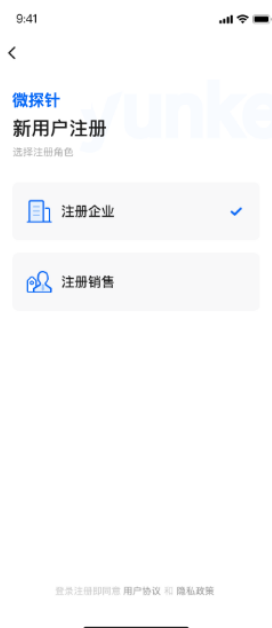 9:41
yunke
微探针
新用户注册
选择注册角色
注册企业
注册销售
登录注册即同意 用户协议 和 隐私政策